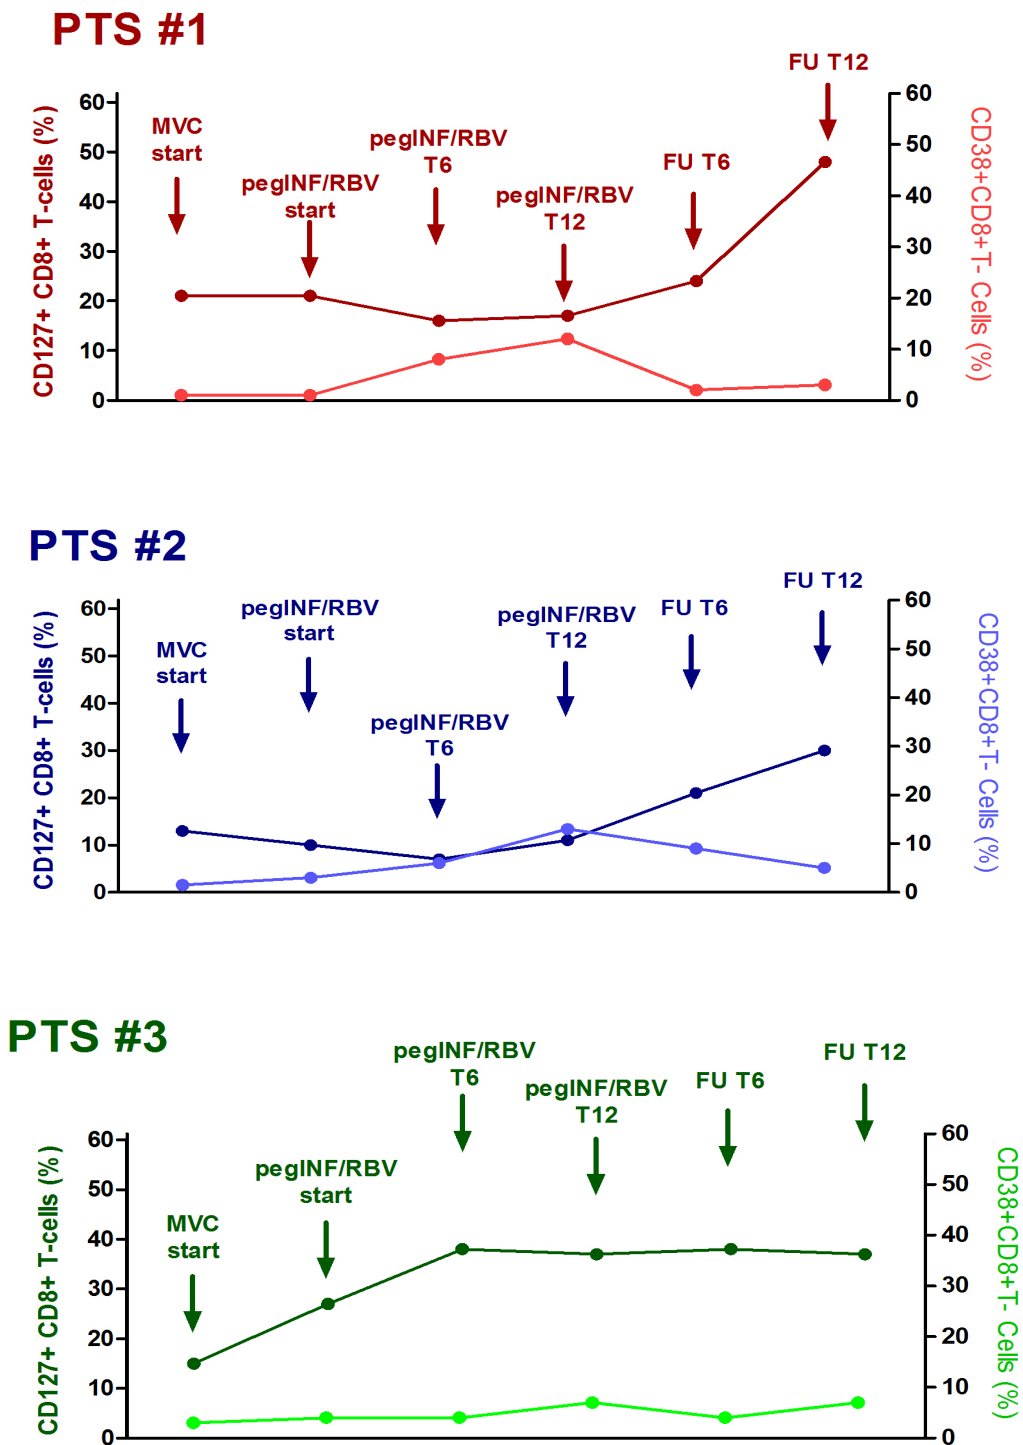 PTS #1
FU T12
MVC
start
pegINF/RBV
T6
FU T6
pegINF/RBV
start
pegINF/RBV
T12
CD127+ CD8+ T-cells (%)
60
50
40
30
20
10
0
60
50
40
30
20
10
0
CD38+CD8+T- Cells (%)
PTS #2
FU T12
pegINF/RBV
start
pegINF/RBV
T12
FU T6
MVC
start
pegINF/RBV
T6
CD127+ CD8+ T-cells (%)
60
50
40
30
20
10
0
60
50
40
30
20
10
0
CD38+CD8+T- Cells (%)
PTS #3
pegINF/RBV
T6
FU T12
pegINF/RBV
T12
FU T6
pegINF/RBV
start
MVC
start
CD127+ CD8+ T-cells (%)
60
50
40
30
20
10
0
60
50
40
30
20
10
0
CD38+CD8+T- Cells (%)